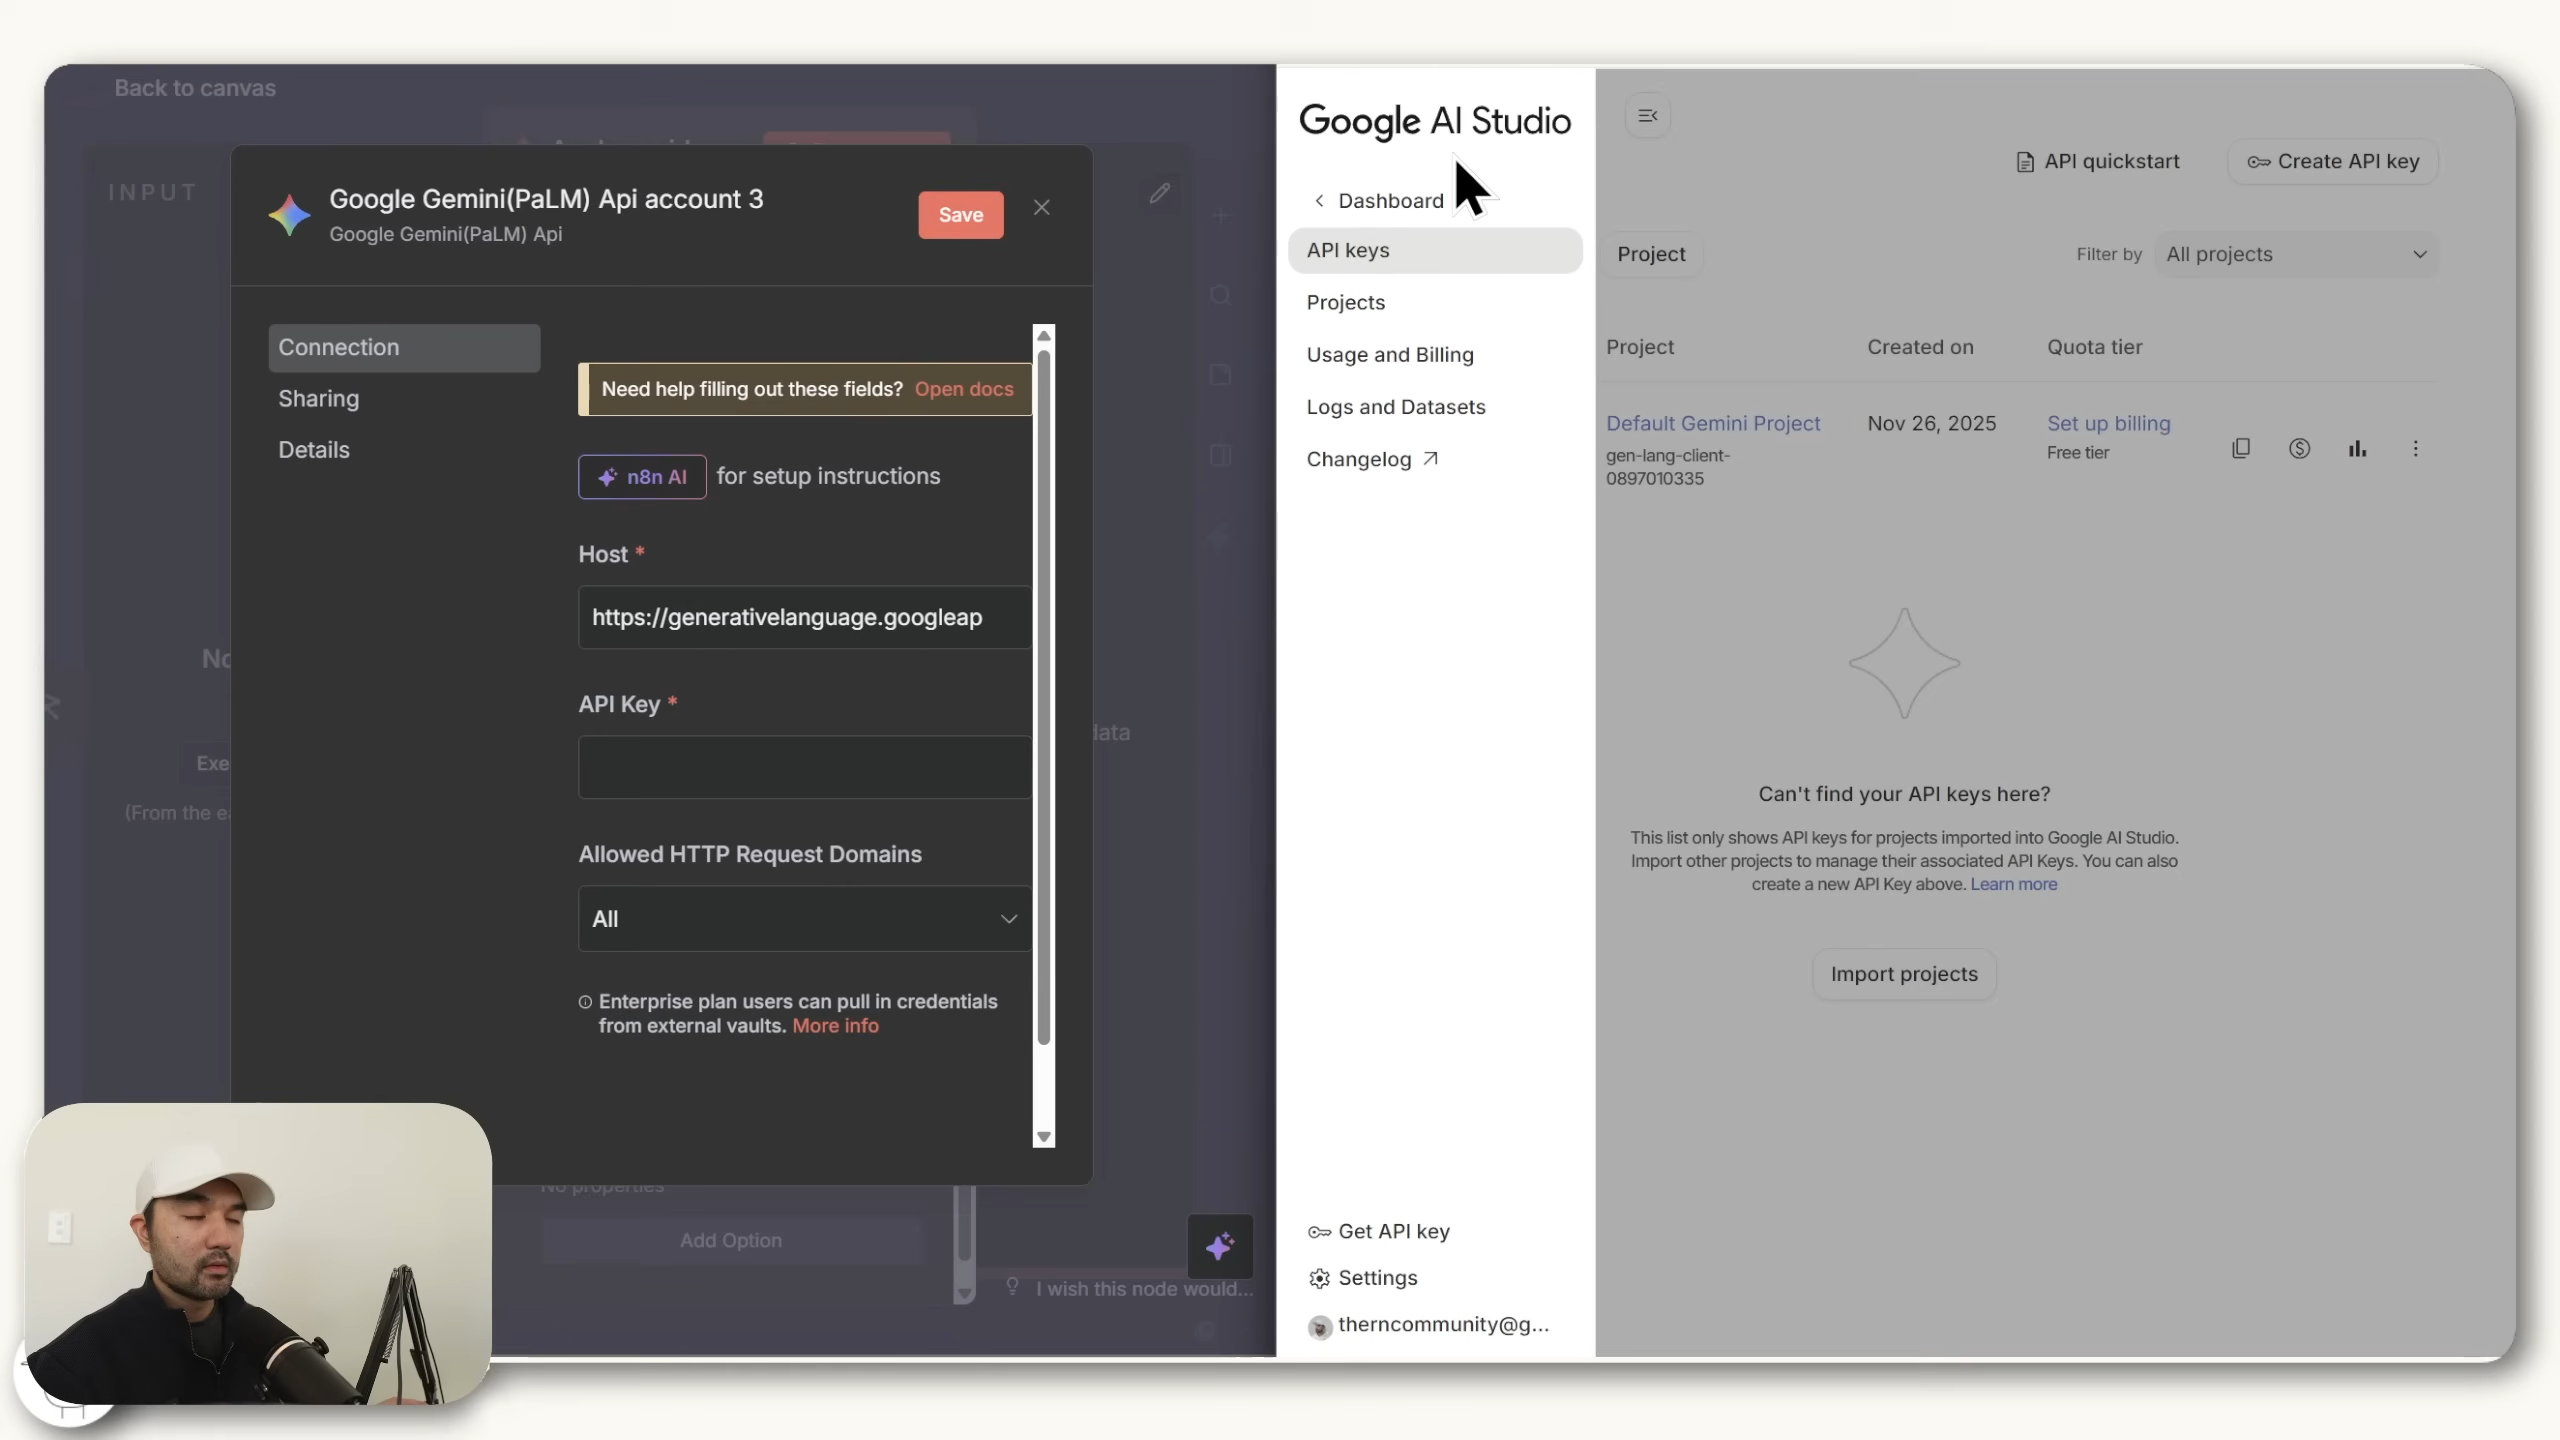 Back to canvas
INPUT
Google Gemini(PaLM) Api account 3
Google Gemini(PaLM) Api
Save
Connection
Sharing
Details
Need help filling out these fields? Open docs
n8n AI for setup instructions
Host *
https://generativelanguage.googleap
API Key *
Allowed HTTP Request Domains
All
Enterprise plan users can pull in credentials
from external vaults. More info
Exe
(From the ea
No properties
Add Option
I wish this node would...
Google AI Studio
Dashboard
API keys
Projects
Usage and Billing
Logs and Datasets
Changelog
Get API key
Settings
therncommunity@g...
API quickstart
Create API key
Project
Filter by
All projects
Project
Created on
Quota tier
Default Gemini Project
gen-lang-client-
0897010335
Nov 26, 2025
Set up billing
Free tier
Can't find your API keys here?
This list only shows API keys for projects imported into Google AI Studio.
Import other projects to manage their associated API Keys. You can also
create a new API Key above. Learn more
Import projects